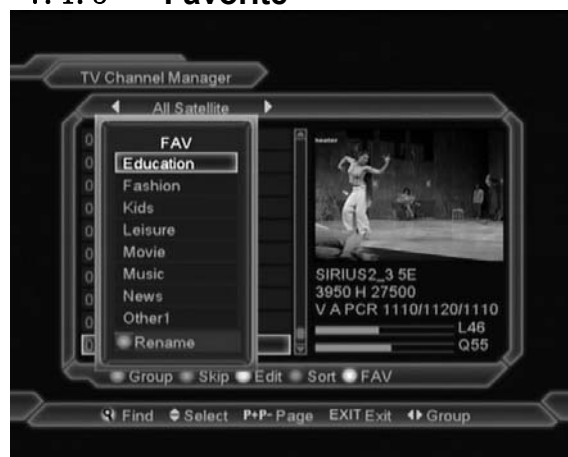 Favorite
TV Channel Manager
All Satellite
FAV
Education
Fashion
Kids
Leisure
Movie
Music
News
Other1
Rename
SIRIUS2_3 5E
3950 H 27500
V A PCR 1110/1120/1110
L46
Q55
Group Skip Edit Sort FAV
Find Select P+P- Page EXIT Exit Group